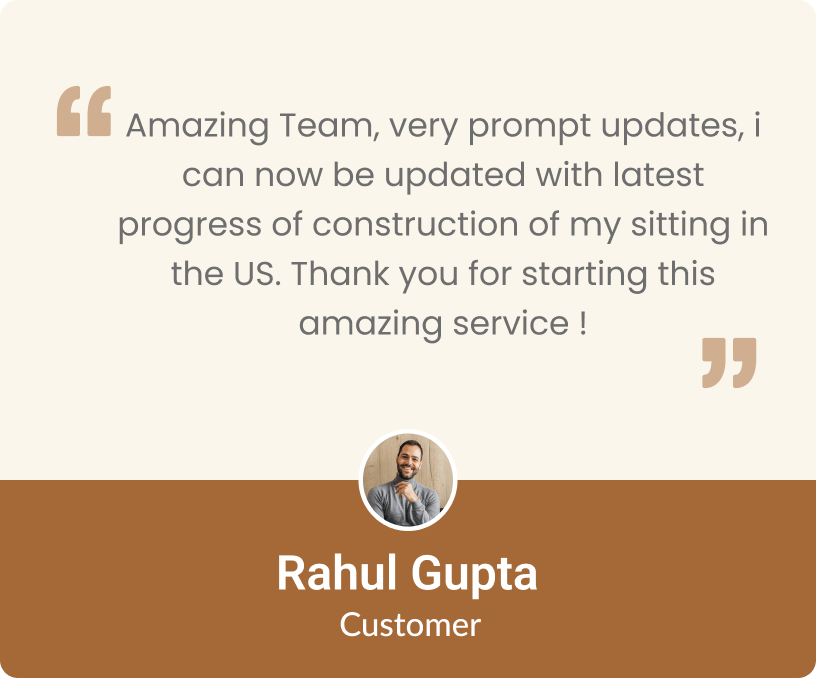 “ Amazing Team, very prompt updates, i
can now be updated with latest
progress of construction of my sitting in
the US. Thank you for starting this
amazing service !
”
Rahul Gupta
Customer